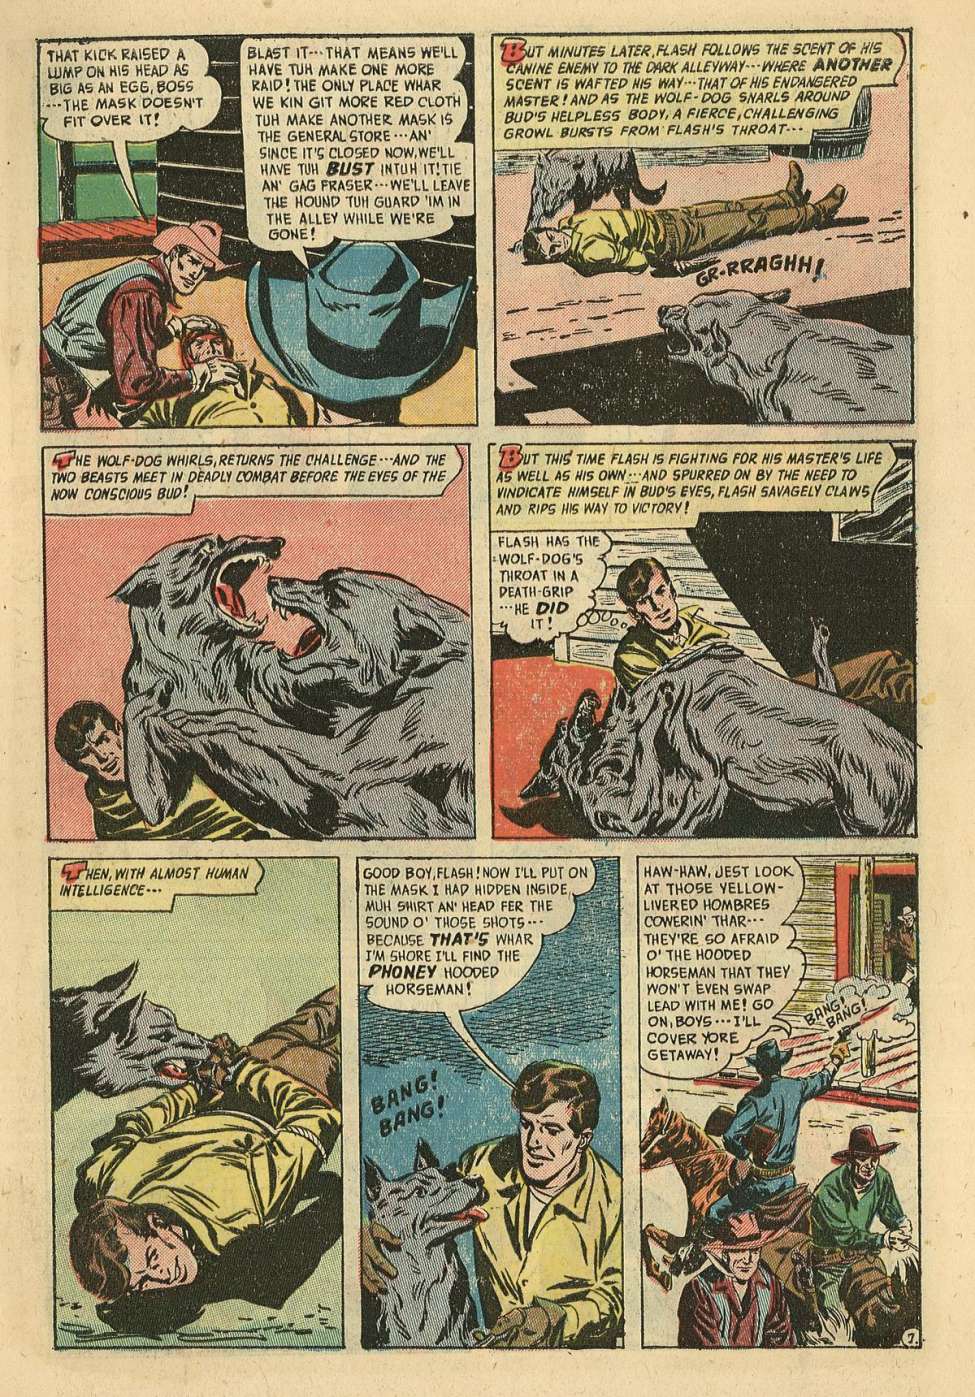 THAT KICK RAISED A
LUMP ON HIS HEAD AS
BIG AS AN EGG, BOSS
---THE MASK DOESN'T
FIT OVER IT!
BLAST IT--- THAT MEANS WE'LL
HAVE TUH MAKE ONE MORE
RAID! THE ONLY PLACE WHAR
WE KIN GIT MORE RED CLOTH
TUH MAKE ANOTHER MASK IS
THE GENERAL STORE --- AN'
SINCE IT'S CLOSED NOW, WE'LL
HAVE TUH BUST INTUH IT! TIE
AN' GAG FRASER---WE'LL LEAVE
THE HOUND TUH GUARD 'IM IN
THE ALLEY WHILE WE'RE
GONE!
BUT MINUTES LATER, FLASH FOLLOWS THE SCENT OF HIS
CANINE ENEMY TO THE DARK ALLEYWAY---WHERE ANOTHER
SCENT IS WAFTED HIS WAY---THAT OF HIS ENDANGERED
MASTER! AND AS THE WOLF-DOG SNARLS AROUND
BUD'S HELPLESS BODY, A FIERCE, CHALLENGING
GROWL BURSTS FROM FLASH'S THROAT---
GR-RRAGHH!
THE WOLF-DOG WHIRLS, RETURNS THE CHALLENGE---AND THE
TWO BEASTS MEET IN DEADLY COMBAT BEFORE THE EYES OF THE
NOW CONSCIOUS BUD!
BUT THIS TIME FLASH IS FIGHTING FOR HIS MASTER'S LIFE
AS WELL AS HIS OWN---AND SPURRED ON BY THE NEED TO
VINDICATE HIMSELF IN BUD'S EYES, FLASH SAVAGELY CLAWS
AND RIPS HIS WAY TO VICTORY!
FLASH HAS THE
WOLF-DOG'S
THROAT IN A
DEATH-GRIP
---HE DID
IT!
THEN, WITH ALMOST HUMAN
INTELLIGENCE---
GOOD BOY, FLASH! NOW I'LL PUT ON
THE MASK I HAD HIDDEN INSIDE
MUH SHIRT AN' HEAD FER THE
SOUND O' THOSE SHOTS---
BECAUSE THAT'S WHAR
I'M SHORE I'LL FIND THE
PHONEY HOODED
HORSEMAN!
BANG!
BANG!
HAW-HAW, JEST LOOK
AT THOSE YELLOW-
LIVERED HOMBRES
COWERIN' THAR---
THEY'RE SO AFRAID
O' THE HOODED
HORSEMAN THAT THEY
WON'T EVEN SWAP
LEAD WITH ME! GO
ON, BOYS---I'LL
COVER YORE
GETAWAY!
BANG!
BANG!
7.